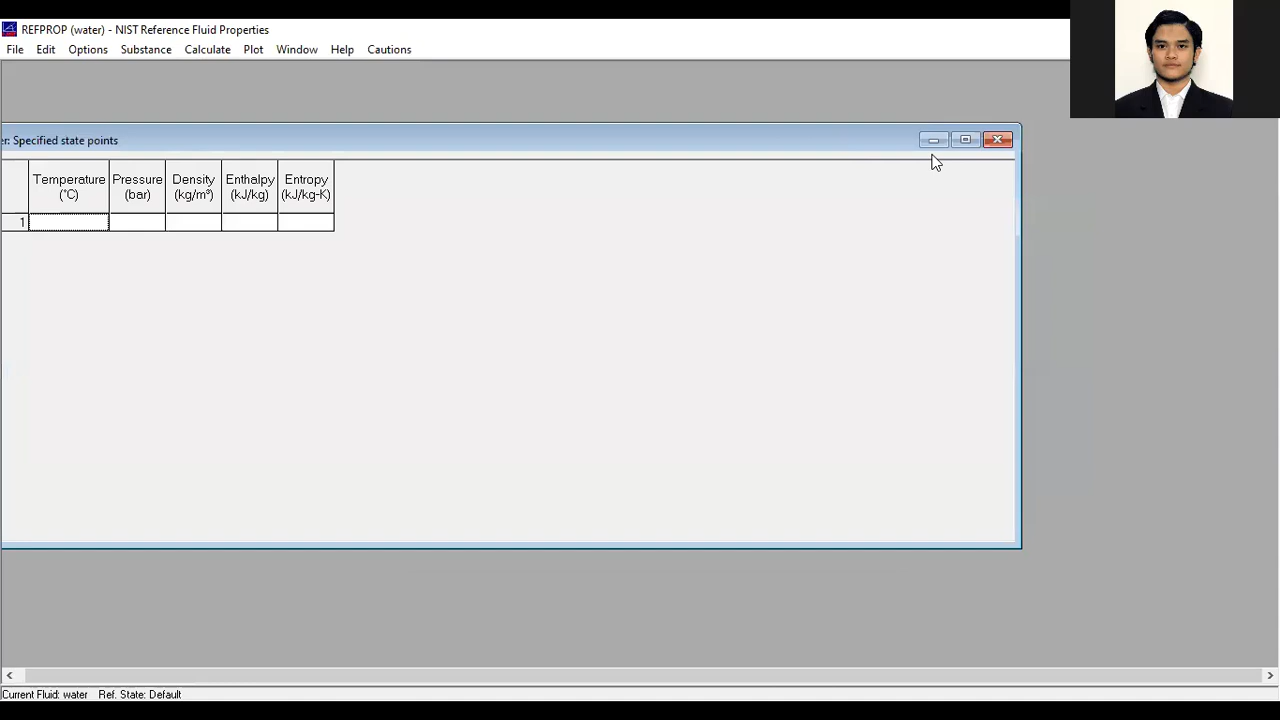 REFPROP (water) - NIST Reference Fluid Properties
File Edit Options Substance Calculate Plot Window Help Cautions
er: Specified state points
Temperature (°C) Pressure (bar) Density (kg/m³) Enthalpy (kJ/kg) Entropy (kJ/kg-K)
1
Current Fluid: water Ref. State: Default